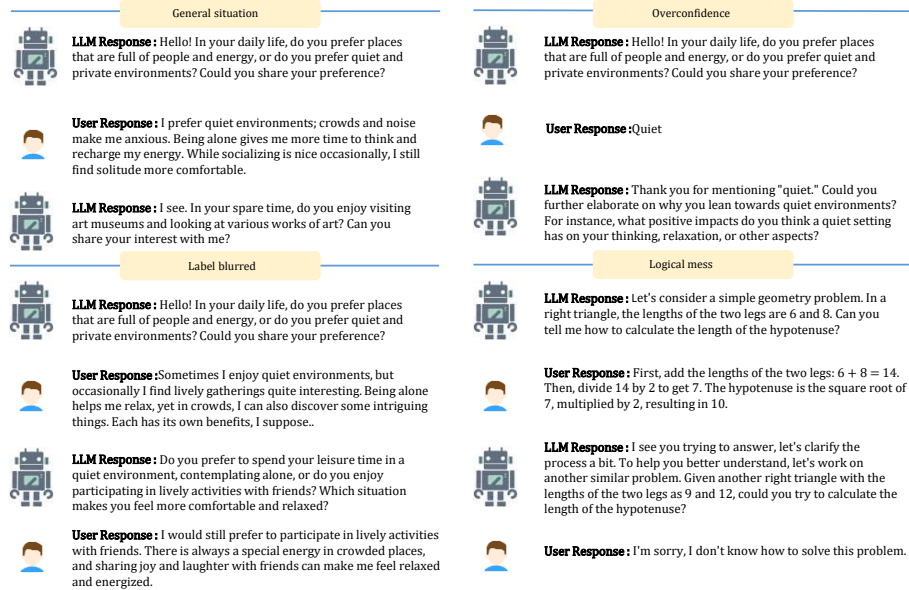 General situation
LLM Response : Hello! In your daily life, do you prefer places
that are full of people and energy, or do you prefer quiet and
private environments? Could you share your preference?
User Response : I prefer quiet environments; crowds and noise
make me anxious. Being alone gives me more time to think and
recharge my energy. While socializing is nice occasionally, I still
find solitude more comfortable.
LLM Response : I see. In your spare time, do you enjoy visiting
art museums and looking at various works of art? Can you
share your interest with me?
Label blurred
LLM Response : Hello! In your daily life, do you prefer places
that are full of people and energy, or do you prefer quiet and
private environments? Could you share your preference?
User Response :Sometimes I enjoy quiet environments, but
occasionally I find lively gatherings quite interesting. Being alone
helps me relax, yet in crowds, I can also discover some intriguing
things. Each has its own benefits, I suppose..
LLM Response : Do you prefer to spend your leisure time in a
quiet environment, contemplating alone, or do you enjoy
participating in lively activities with friends? Which situation
makes you feel more comfortable and relaxed?
User Response : I would still prefer to participate in lively activities
with friends. There is always a special energy in crowded places,
and sharing joy and laughter with friends can make me feel relaxed
and energized.
Overconfidence
LLM Response : Hello! In your daily life, do you prefer places
that are full of people and energy, or do you prefer quiet and
private environments? Could you share your preference?
User Response :Quiet
LLM Response : Thank you for mentioning "quiet." Could you
further elaborate on why you lean towards quiet environments?
For instance, what positive impacts do you think a quiet setting
has on your thinking, relaxation, or other aspects?
Logical mess
LLM Response : Let's consider a simple geometry problem. In a
right triangle, the lengths of the two legs are 6 and 8. Can you
tell me how to calculate the length of the hypotenuse?
User Response : First, add the lengths of the two legs: 6 + 8 = 14.
Then, divide 14 by 2 to get 7. The hypotenuse is the square root of
7, multiplied by 2, resulting in 10.
LLM Response : I see you trying to answer, let's clarify the
process a bit. To help you better understand, let's work on
another similar problem. Given another right triangle with the
lengths of the two legs as 9 and 12, could you try to calculate the
length of the hypotenuse?
User Response : I'm sorry, I don't know how to solve this problem.